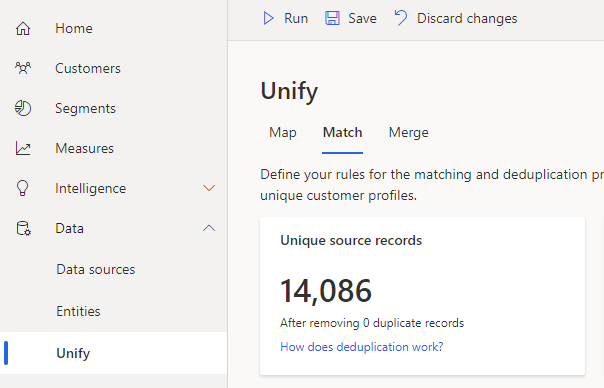 Home
Customers
Segments
Measures
Intelligence
Data
Data sources
Entities
Unify
Run Save Discard changes
Unify
Map Match Merge
Define your rules for the matching and deduplication
unique customer profiles.
Unique source records
14,086
After removing 0 duplicate records
How does deduplication work?